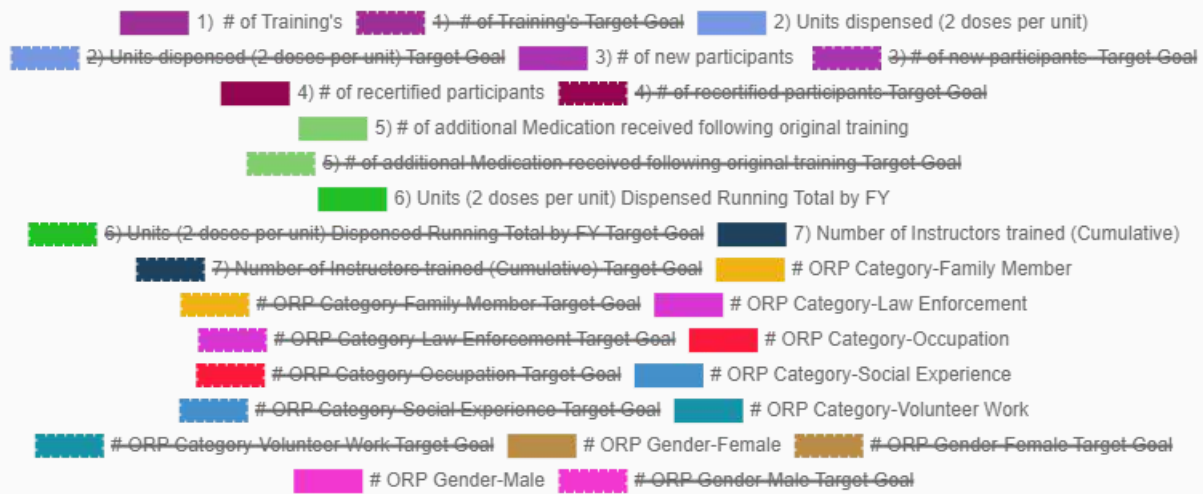 1) # of Training's 1) # of Training's Target Goal 2) Units dispensed (2 doses per unit)
2) Units dispensed (2 doses per unit) Target Goal 3) # of new participants 3) # of new participants Target Goal
4) # of recertified participants 4) # of recertified participants Target Goal
5) # of additional Medication received following original training
5) # of additional Medication received following original training Target Goal
6) Units (2 doses per unit) Dispensed Running Total by FY
6) Units (2 doses per unit) Dispensed Running Total by FY Target Goal 7) Number of Instructors trained (Cumulative)
7) Number of Instructors trained (Cumulative) Target Goal # ORP Category-Family Member
# ORP Category-Family Member Target Goal # ORP Category-Law Enforcement
# ORP Category-Law Enforcement Target Goal # ORP Category-Occupation
# ORP Category-Occupation Target Goal # ORP Category-Social Experience
# ORP Category-Social Experience Target Goal # ORP Category-Volunteer Work
# ORP Category-Volunteer Work Target Goal # ORP Gender-Female # ORP Gender-Female Target Goal
# ORP Gender-Male # ORP Gender-Male Target Goal